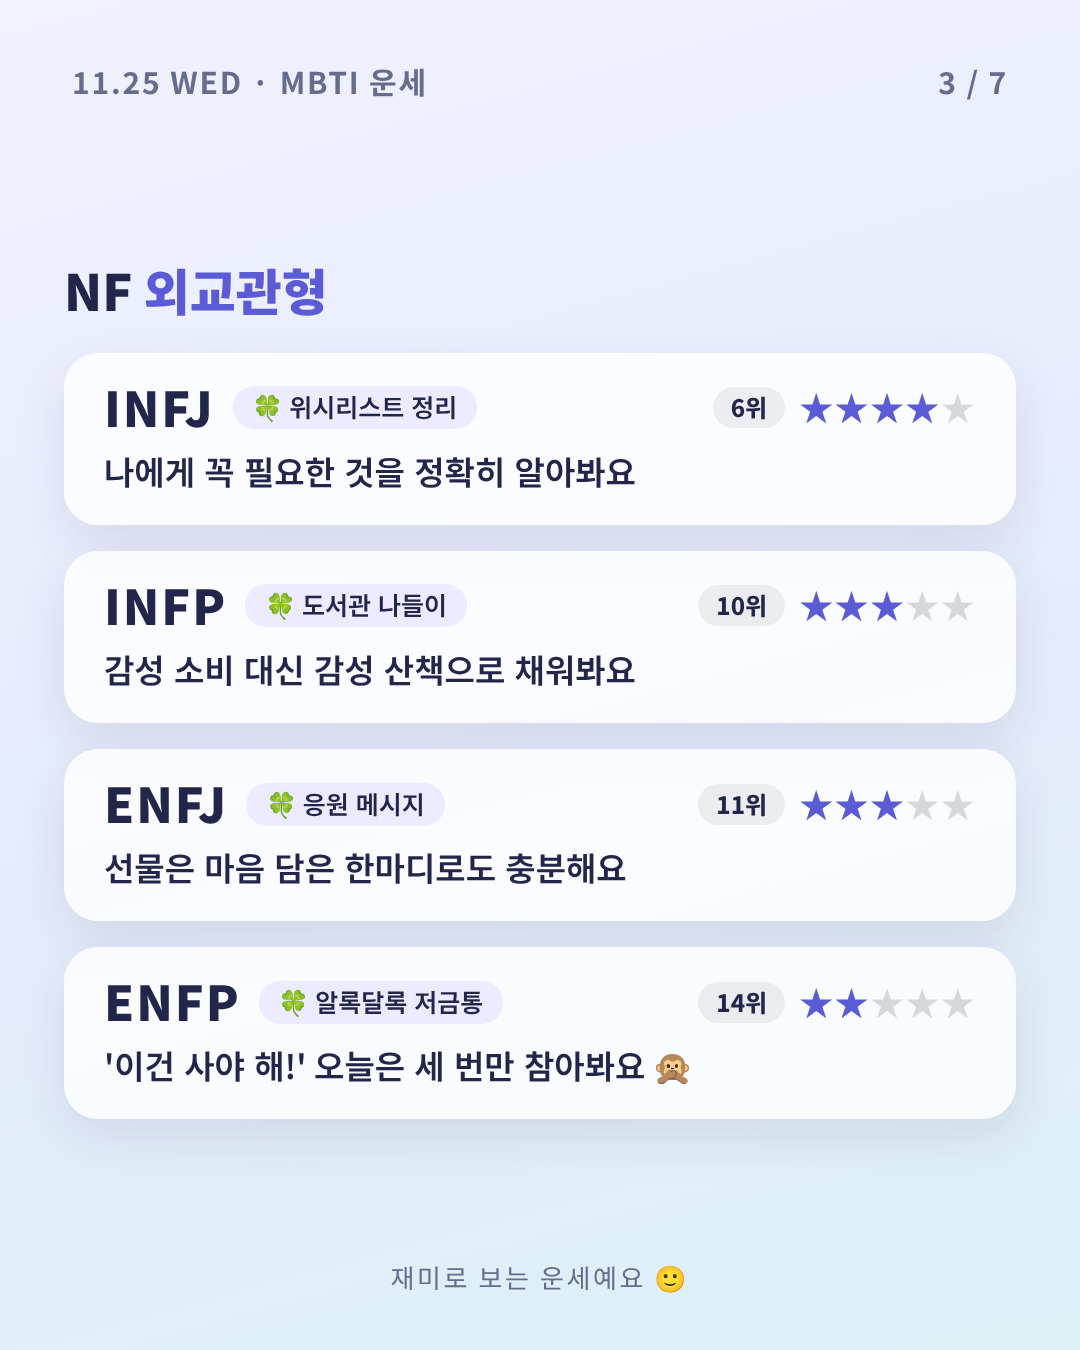 11.25 WED · MBTI 운세
3 / 7
NF 외교관형
INFJ 🍀 위시리스트 정리 6위 ★★★★★
나에게 꼭 필요한 것을 정확히 알아봐요
INFP 🍀 도서관 나들이 10위 ★★★★★
감성 소비 대신 감성 산책으로 채워봐요
ENFJ 🍀 응원 메시지 11위 ★★★★★
선물은 마음 담은 한마디로도 충분해요
ENFP 🍀 알록달록 저금통 14위 ★★★★★
'이건 사야 해!' 오늘은 세 번만 참아봐요 🙊
재미로 보는 운세예요 🙂